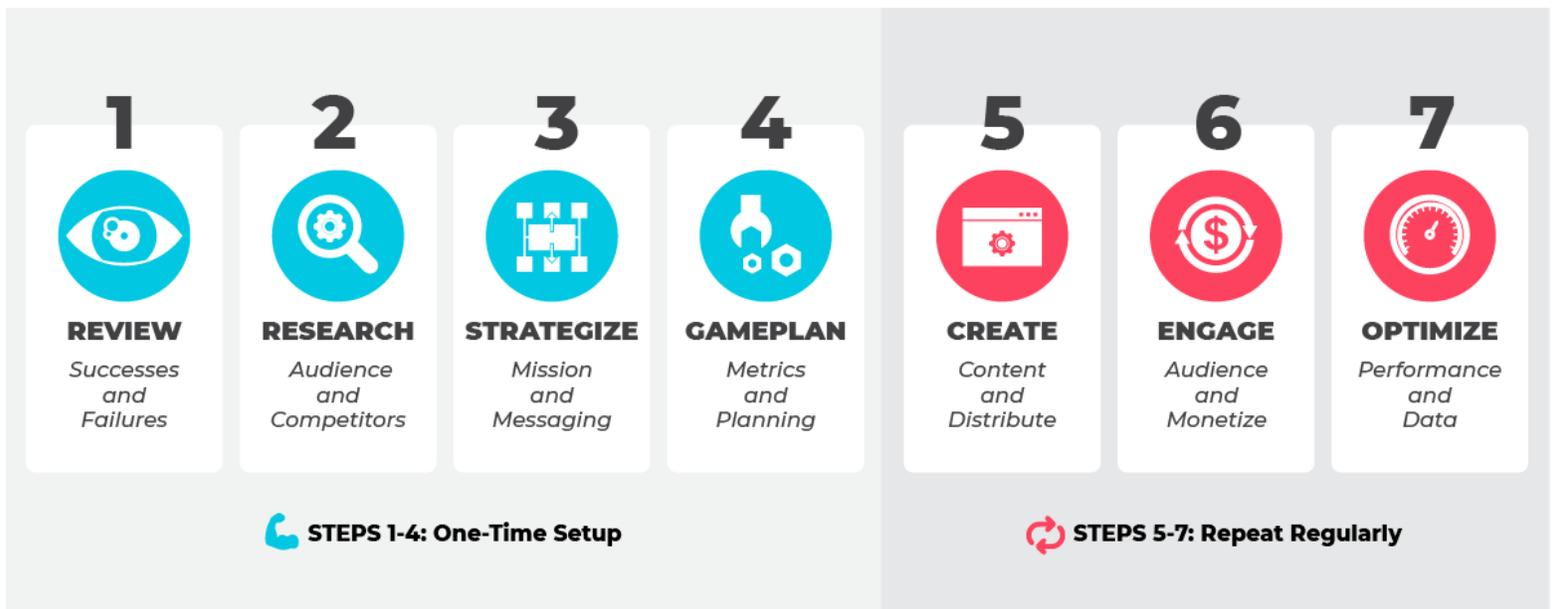 1
REVIEW
Successes
and
Failures
2
RESEARCH
Audience
and
Competitors
3
STRATEGIZE
Mission
and
Messaging
4
GAMEPLAN
Metrics
and
Planning
STEPS 1-4: One-Time Setup
5
CREATE
Content
and
Distribute
6
$
ENGAGE
Audience
and
Monetize
7
OPTIMIZE
Performance
and
Data
STEPS 5-7: Repeat Regularly